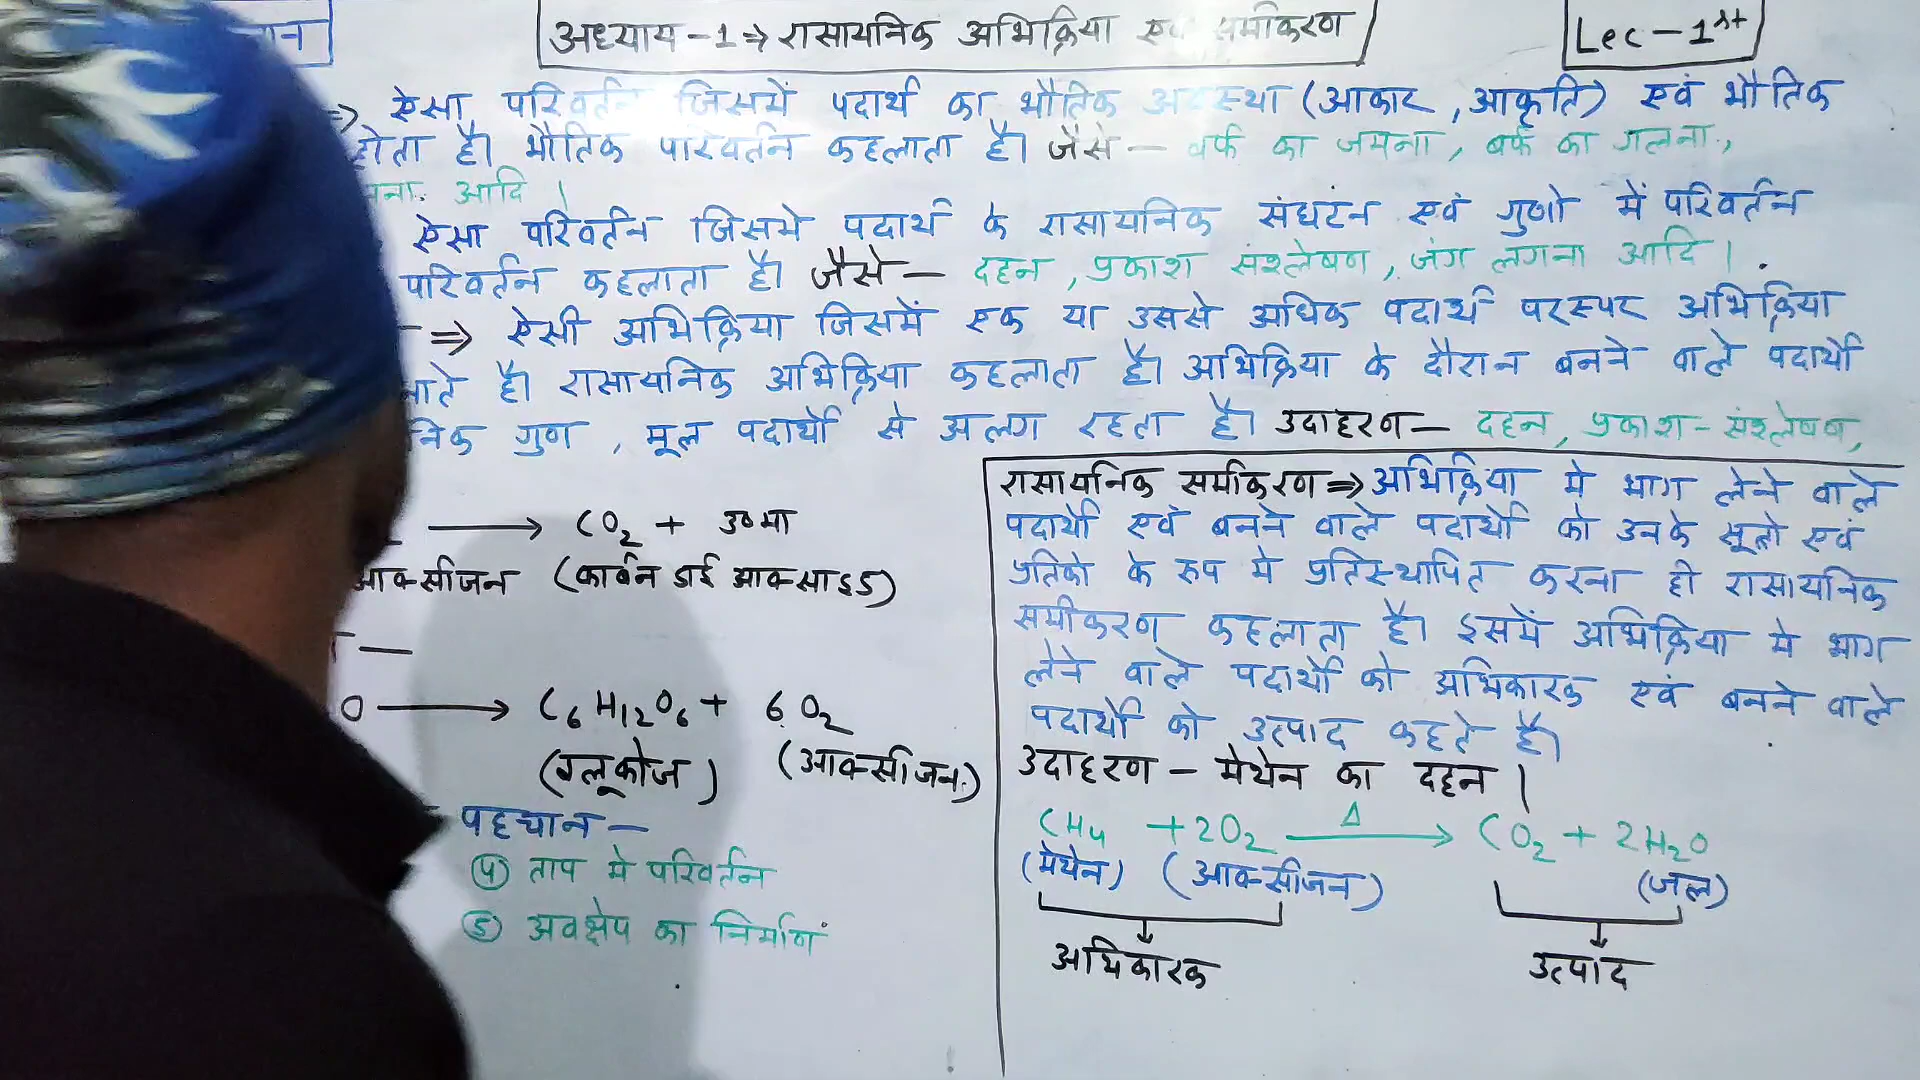 अध्याय-1⇒रासायनिक अभिक्रिया एवं समीकरण
Lec-1st
⇒ ऐसा परिवर्तन जिसमें पदार्थ का भौतिक अवस्था (आकार, आकृति) एवं भौतिक
होता है। भौतिक परिवर्तन कहलाता है। जैसे- बर्फ का जमना, बर्फ का गलना,
आदि।
ऐसा परिवर्तन जिसमे पदार्थ के रासायनिक संघटन एवं गुणो में परिवर्तन
परिवर्तन कहलाता है। जैसे- दहन, प्रकाश संश्लेषण, जंग लगना आदि।
⇒ ऐसी अभिक्रिया जिसमें एक या उससे अधिक पदार्थ परस्पर अभिक्रिया
है। रासायनिक अभिक्रिया कहलाता है। अभिक्रिया के दौरान बनने वाले पदार्थो
गुण, मूल पदार्थो से अलग रहता है। उदाहरण- दहन, प्रकाश-संश्लेषण,
⟶ CO₂ + उष्मा
आक्सीजन (कार्बन डाई आक्साइड)
O ⟶ C₆H₁₂O₆ + 6O₂
(ग्लूकोज) (आक्सीजन)
पहचान-
④ ताप मे परिवर्तन
⑤ अवक्षेप का निर्माण
रासायनिक समीकरण⇒अभिक्रिया मे भाग लेने वाले
पदार्थो एवं बनने वाले पदार्थो को उनके सूत्रो एवं
प्रतिको के रुप मे प्रतिस्थापित करना ही रासायनिक
समीकरण कहलाता है। इसमें अभिक्रिया मे भाग
लेने वाले पदार्थो को अभिकारक एवं बनने वाले
पदार्थो को उत्पाद कहते है।
उदाहरण - मेथेन का दहन।
CH₄ + 2O₂ —Δ→ CO₂ + 2H₂O
(मेथेन) (आक्सीजन) (जल)
अभिकारक उत्पाद